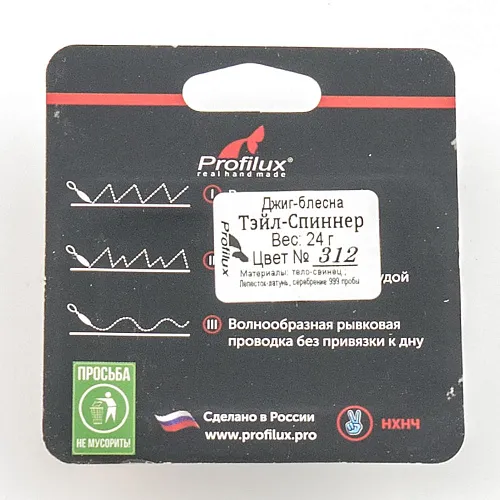 Profilux®
real hand made
I
Джиг-блесна
Тэйл-Спиннер
Вес: 24 г
Цвет № 312
Материалы: тело-свинец ;
Лепесток-латунь, серебрение 999 пробы
Profilux
удой
III Волнообразная рывковая
проводка без привязки к дну
ПРОСЬБА
НЕ МУСОРИТЬ!
Сделано в России
www.profilux.pro
НХНЧ